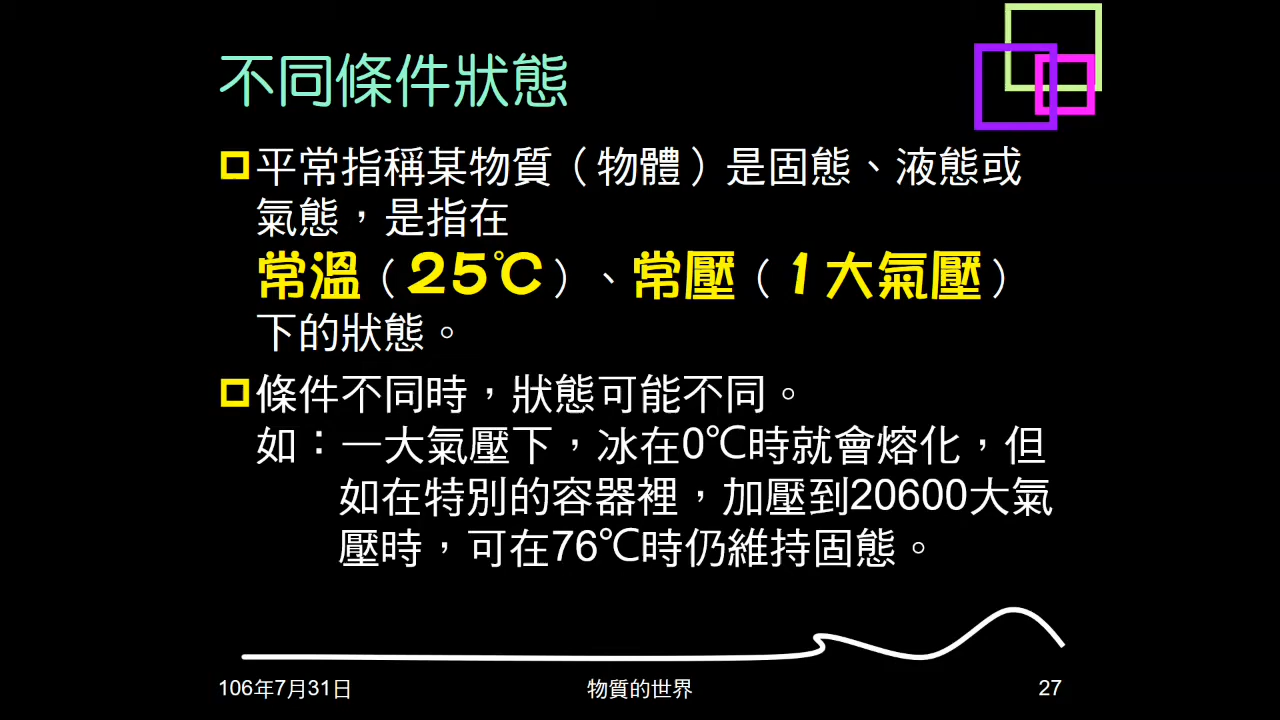 不同條件狀態
平常指稱某物質（物體）是固態、液態或
氣態，是指在
常溫（25℃）、常壓（1大氣壓）
下的狀態。
條件不同時，狀態可能不同。
如：一大氣壓下，冰在0℃時就會熔化，但
如在特別的容器裡，加壓到20600大氣
壓時，可在76℃時仍維持固態。
106年7月31日
物質的世界
27